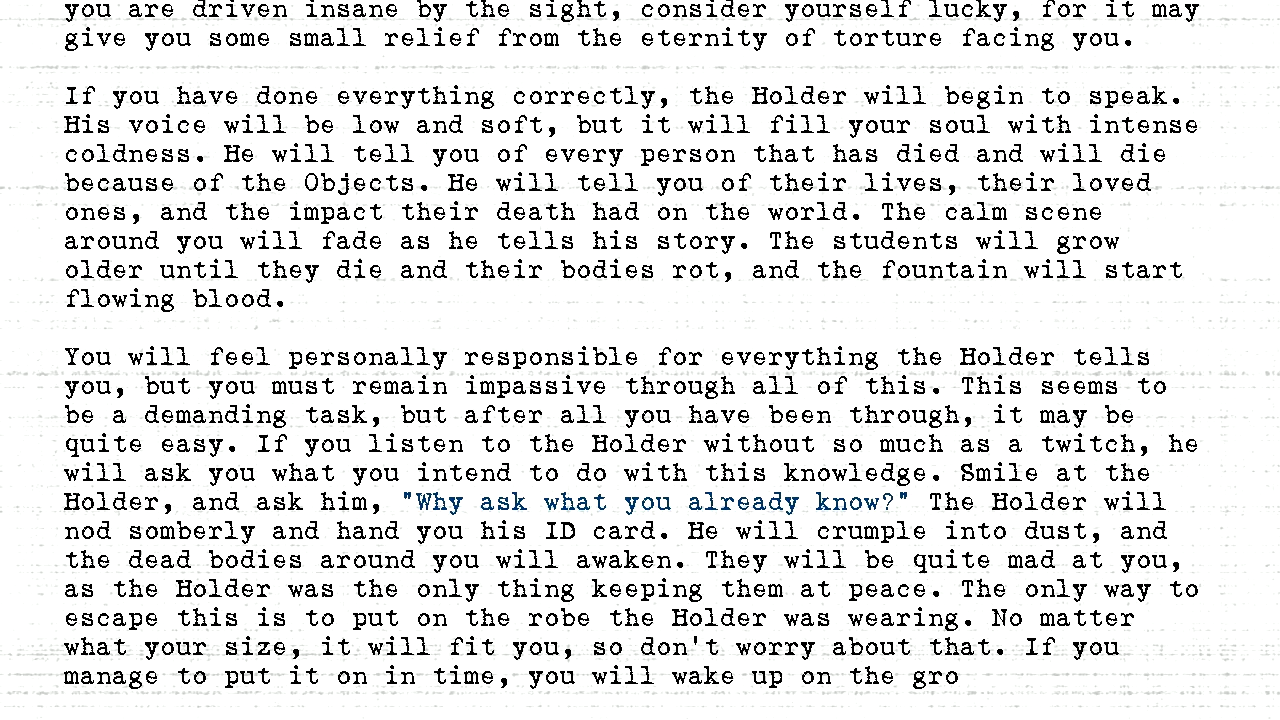 you are driven insane by the sight, consider yourself lucky, for it may
give you some small relief from the eternity of torture facing you.
If you have done everything correctly, the Holder will begin to speak.
His voice will be low and soft, but it will fill your soul with intense
coldness. He will tell you of every person that has died and will die
because of the Objects. He will tell you of their lives, their loved
ones, and the impact their death had on the world. The calm scene
around you will fade as he tells his story. The students will grow
older until they die and their bodies rot, and the fountain will start
flowing blood.
You will feel personally responsible for everything the Holder tells
you, but you must remain impassive through all of this. This seems to
be a demanding task, but after all you have been through, it may be
quite easy. If you listen to the Holder without so much as a twitch, he
will ask you what you intend to do with this knowledge. Smile at the
Holder, and ask him, "Why ask what you already know?" The Holder will
nod somberly and hand you his ID card. He will crumple into dust, and
the dead bodies around you will awaken. They will be quite mad at you,
as the Holder was the only thing keeping them at peace. The only way to
escape this is to put on the robe the Holder was wearing. No matter
what your size, it will fit you, so don't worry about that. If you
manage to put it on in time, you will wake up on the gro